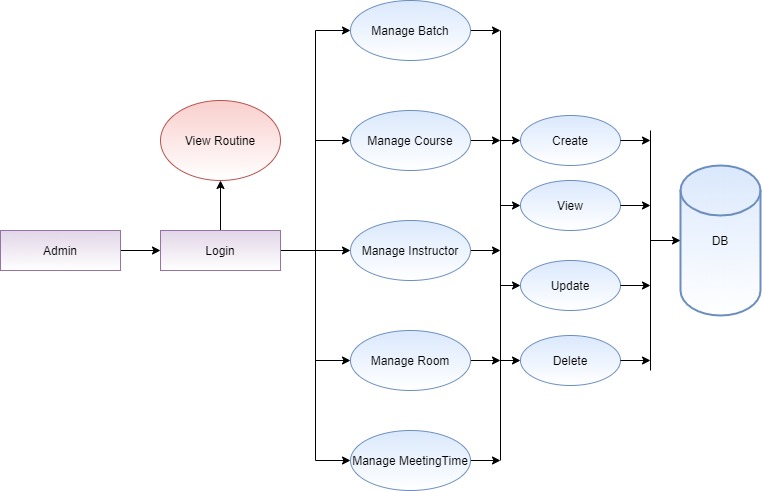 Manage Batch
View Routine
Manage Course
Create
View
DB
Admin
Login
Manage Instructor
Update
Manage Room
Delete
Manage MeetingTime